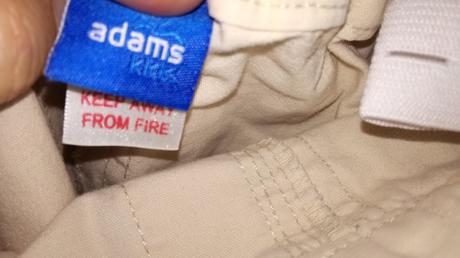 adams
kids
KEEP AWAY
FROM FIRE